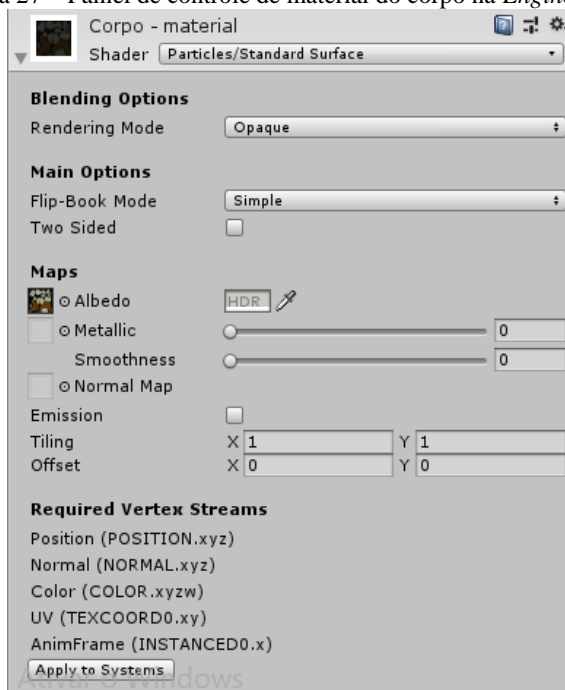 27 – Painel de controle de material do corpo na Engin
Corpo - material
Shader Particles/Standard Surface
Blending Options
Rendering Mode Opaque
Main Options
Flip-Book Mode Simple
Two Sided
Maps
Albedo HDR
Metallic 0
Smoothness 0
Normal Map
Emission
Tiling X 1 Y 1
Offset X 0 Y 0
Required Vertex Streams
Position (POSITION.xyz)
Normal (NORMAL.xyz)
Color (COLOR.xyzw)
UV (TEXCOORD0.xy)
AnimFrame (INSTANCED0.x)
Apply to Systems
Ativar o Windows